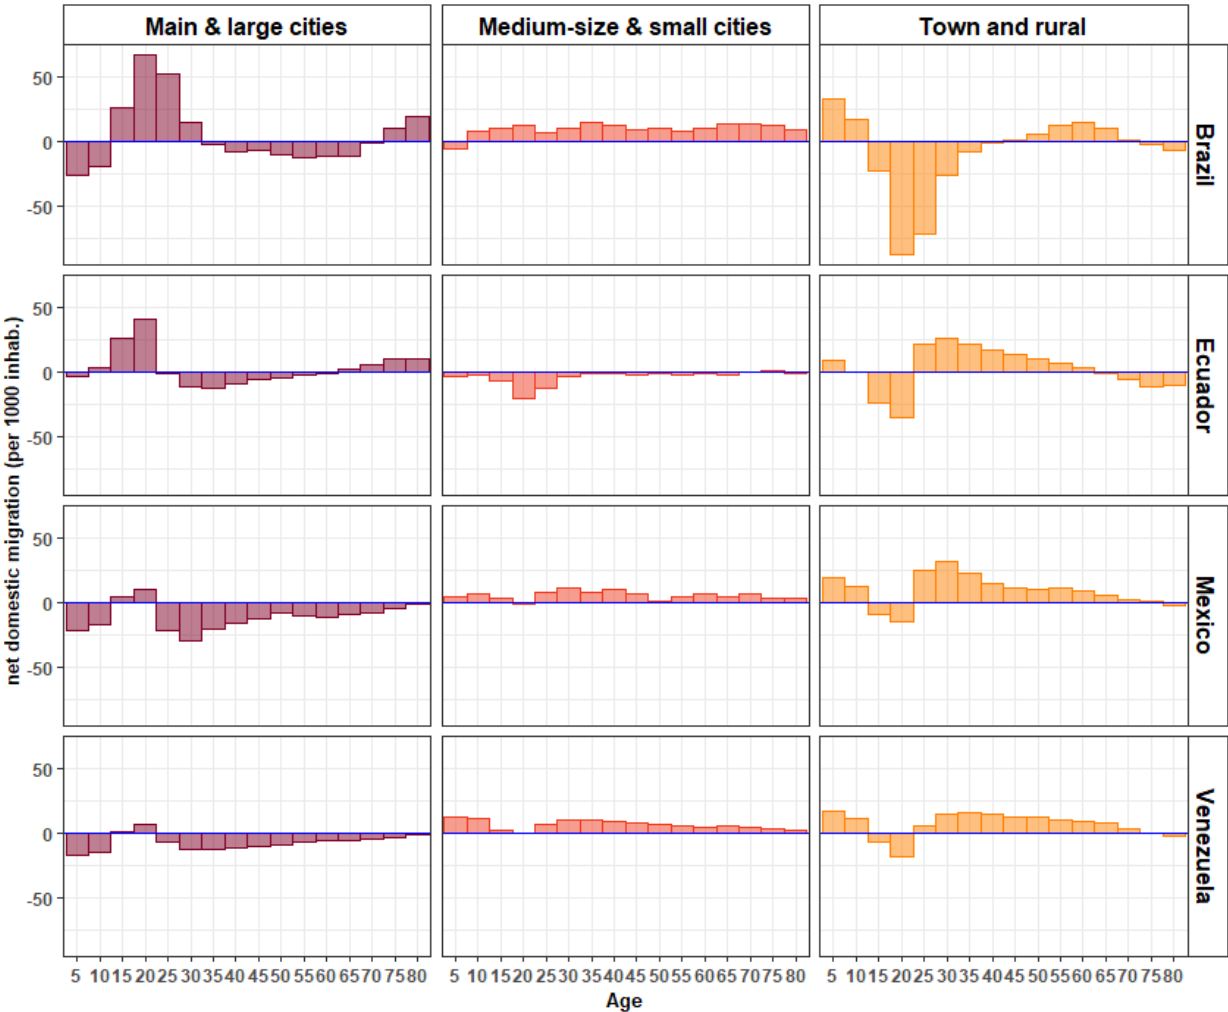 Main & large cities
Medium-size & small cities
Town and rural
net domestic migration (per 1000 inhab.)
50
0
-50
Brazil
50
0
-50
Ecuador
50
0
-50
Mexico
50
0
-50
Venezuela
5 10 15 20 25 30 35 40 45 50 55 60 65 70 75 80
5 10 15 20 25 30 35 40 45 50 55 60 65 70 75 80
5 10 15 20 25 30 35 40 45 50 55 60 65 70 75 80
Age